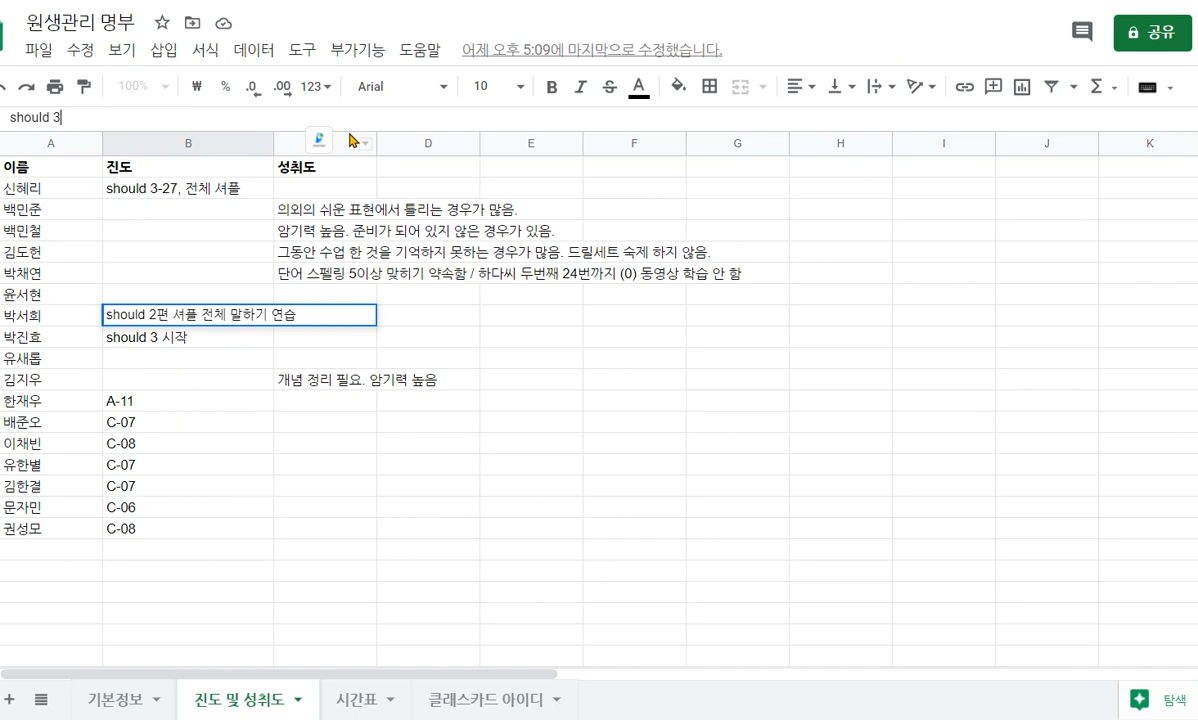 원생관리 명부
파일 수정 보기 삽입 서식 데이터 도구 부가기능 도움말 어제 오후 5:09에 마지막으로 수정했습니다.
공유
100% ₩ % .0 .00 123 Arial 10 B I S A Σ
should 3
A B D E F G H I J K
이름 진도 성취도
신혜리 should 3-27, 전체 셔플
백민준 의외의 쉬운 표현에서 틀리는 경우가 많음.
백민철 암기력 높음. 준비가 되어 있지 않은 경우가 있음.
김도헌 그동안 수업 한 것을 기억하지 못하는 경우가 많음. 드릴세트 숙제 하지 않음.
박채연 단어 스펠링 5이상 맞히기 약속함 / 하다씨 두번째 24번까지 (0) 동영상 학습 안 함
윤서현
박서희 should 2편 셔플 전체 말하기 연습
박진효 should 3 시작
유새롭
김지우 개념 정리 필요. 암기력 높음
한재우 A-11
배준오 C-07
이채빈 C-08
유한별 C-07
김한결 C-07
문자민 C-06
권성모 C-08
기본정보 진도 및 성취도 시간표 클래스카드 아이디 탐색